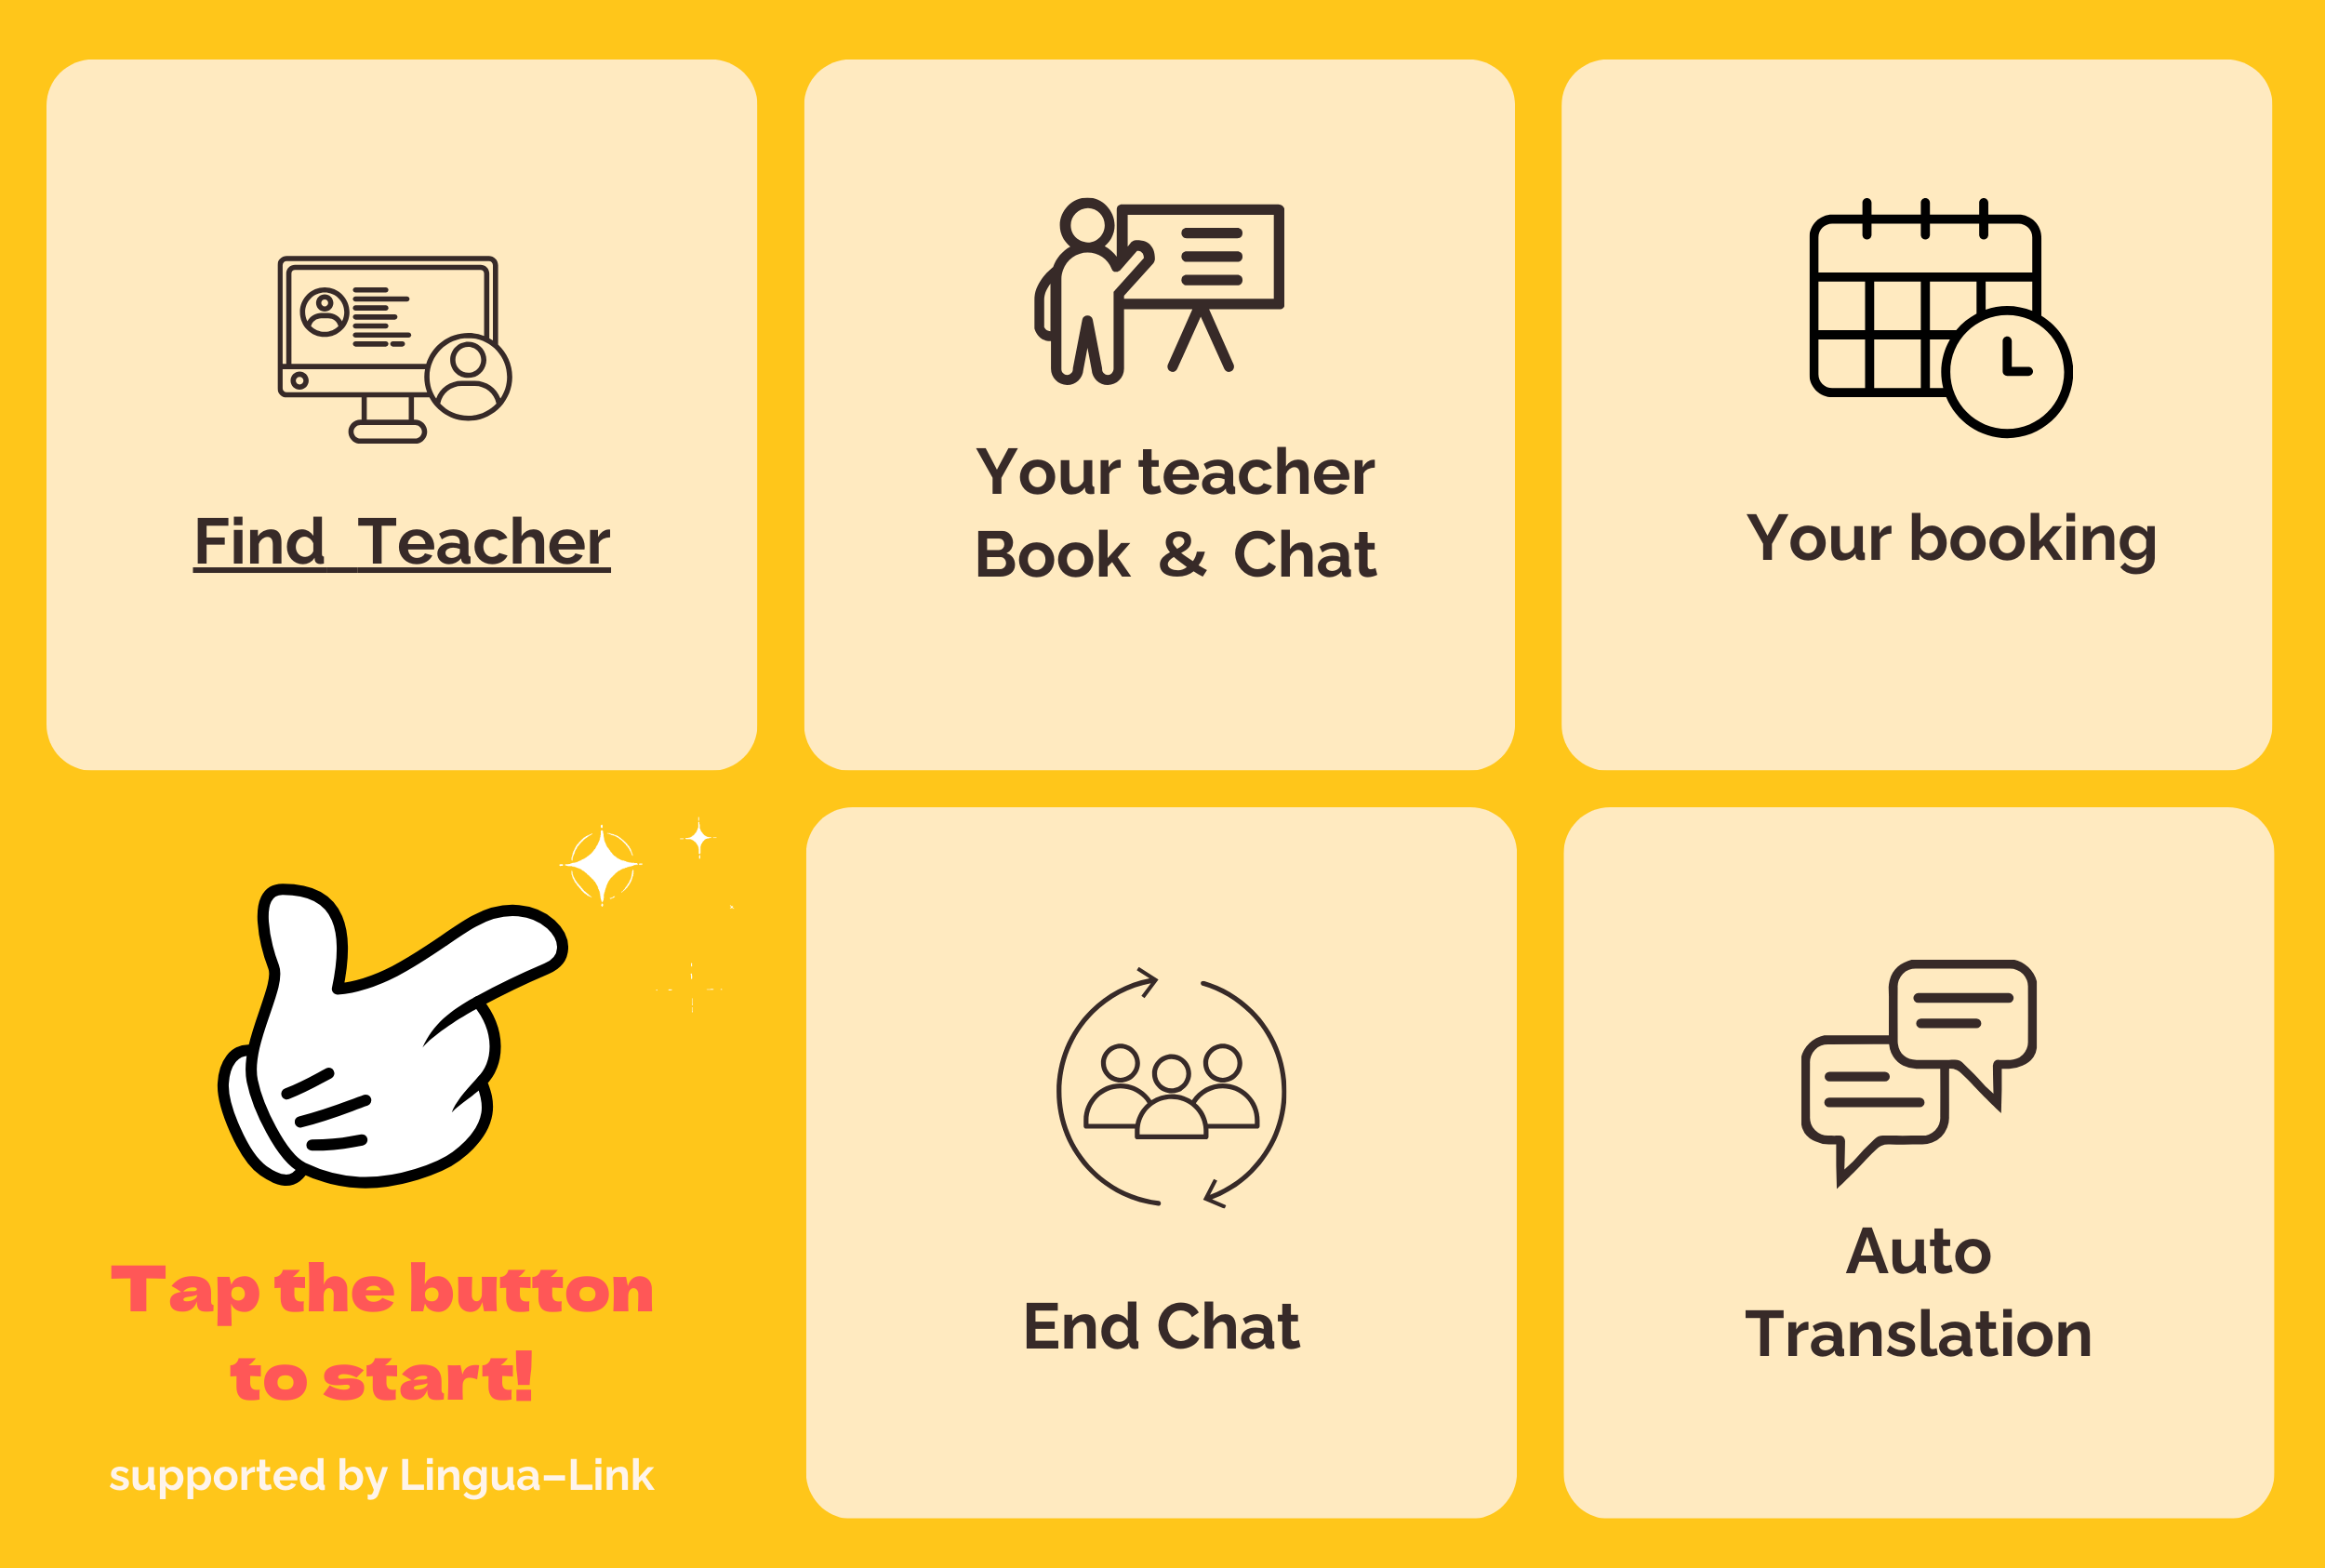 Find Teacher
Your teacher
Book & Chat
Your booking
Tap the button
to start!
supported by Lingua-Link
End Chat
Auto
Translation